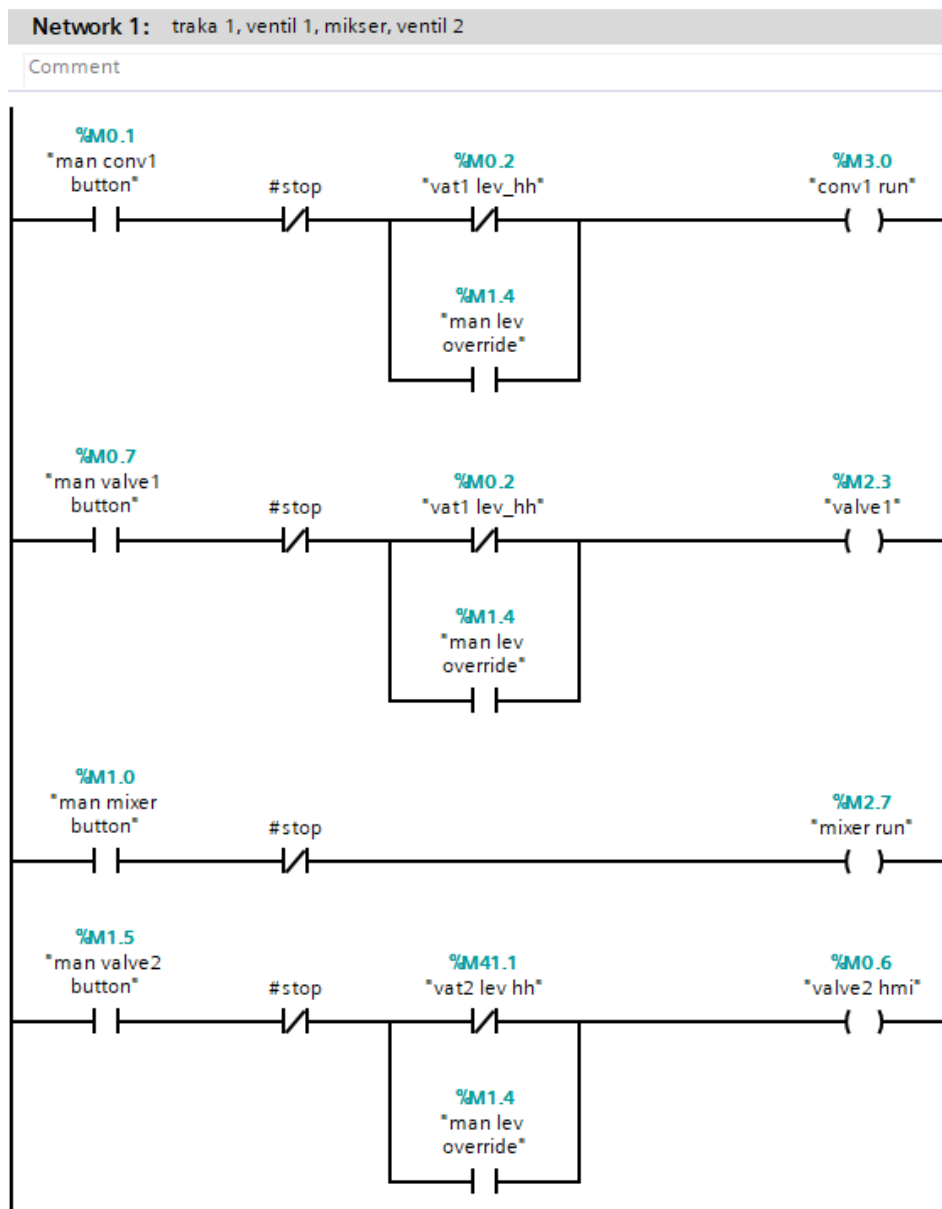 Network 1: traka 1, ventil 1, mikser, ventil 2
Comment
%M0.1
"man conv1
button"
#stop
%M0.2
"vat1 lev_hh"
%M3.0
"conv1 run"
%M1.4
"man lev
override"
%M0.7
"man valve1
button"
#stop
%M0.2
"vat1 lev_hh"
%M2.3
"valve1"
%M1.4
"man lev
override"
%M1.0
"man mixer
button"
#stop
%M2.7
"mixer run"
%M1.5
"man valve2
button"
#stop
%M41.1
"vat2 lev hh"
%M0.6
"valve2 hmi"
%M1.4
"man lev
override"